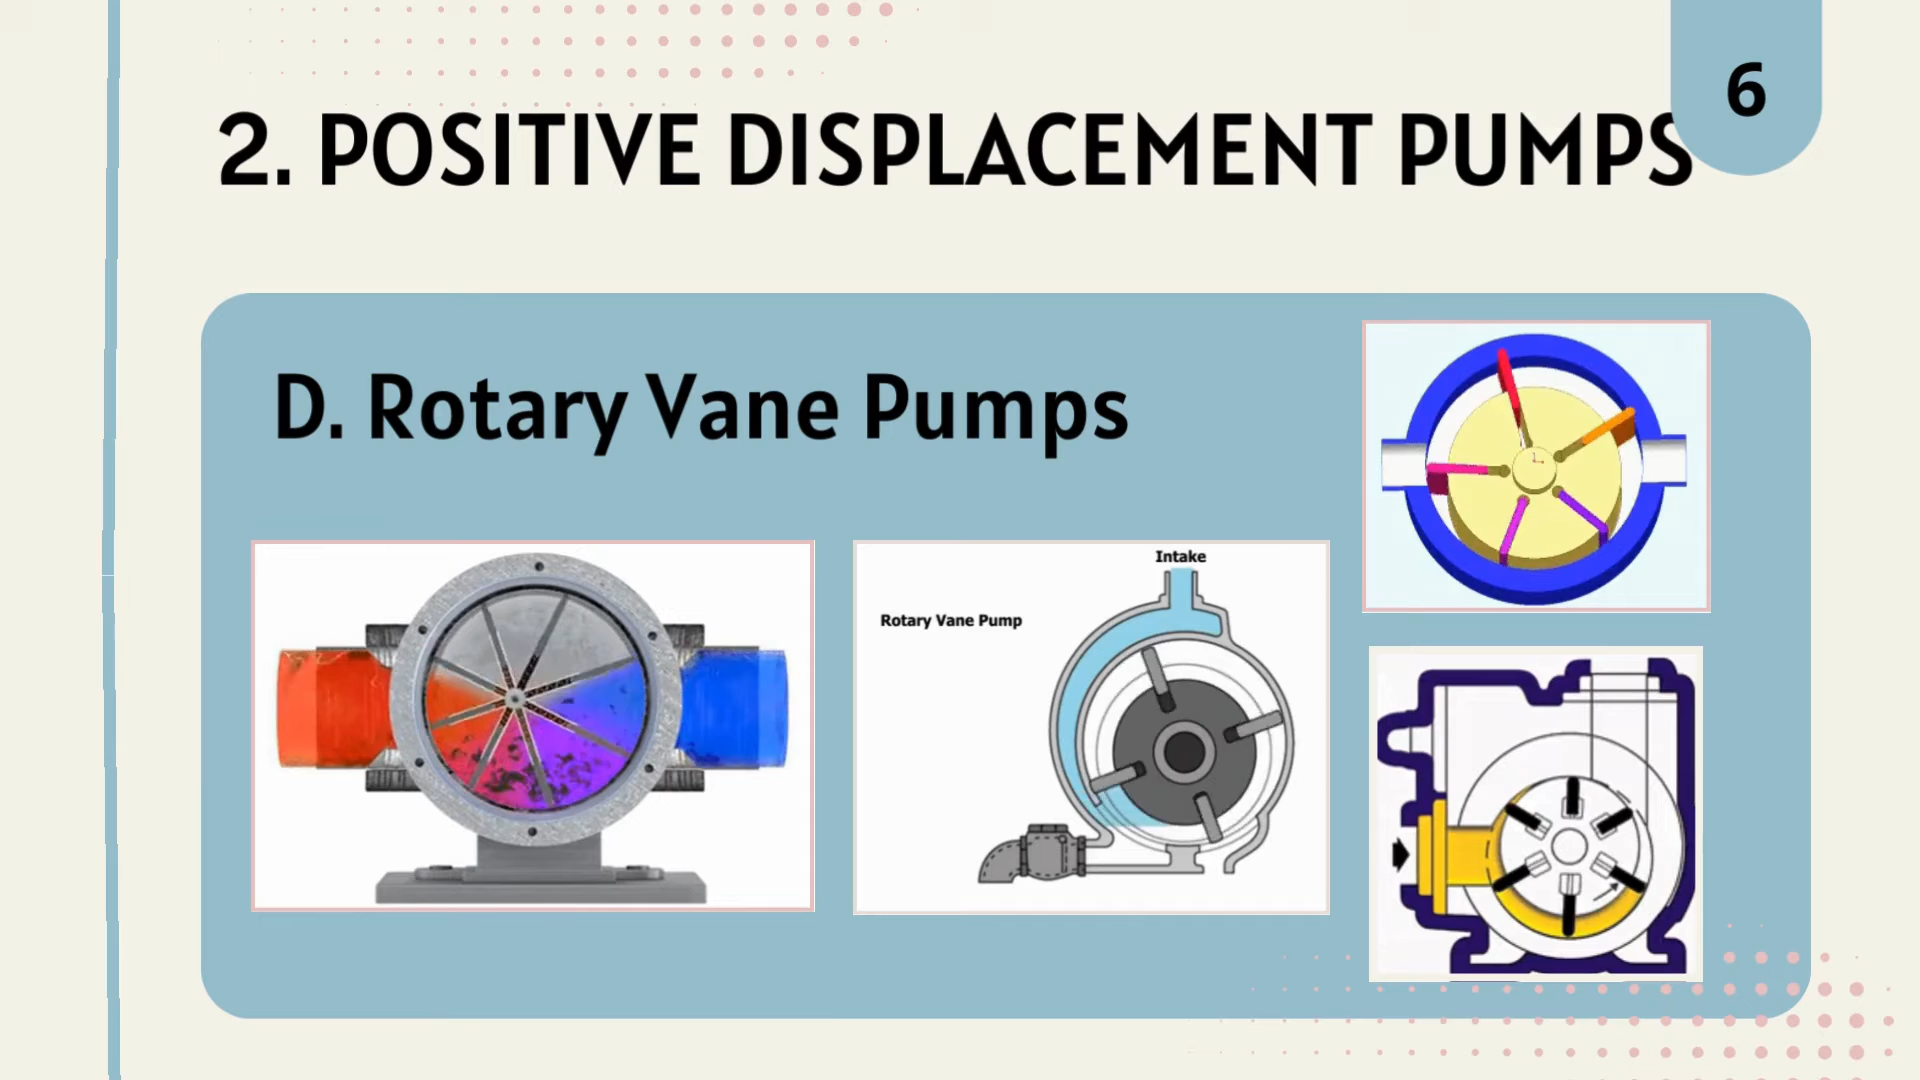 6
2. POSITIVE DISPLACEMENT PUMPS
D. Rotary Vane Pumps
Intake
Rotary Vane Pump